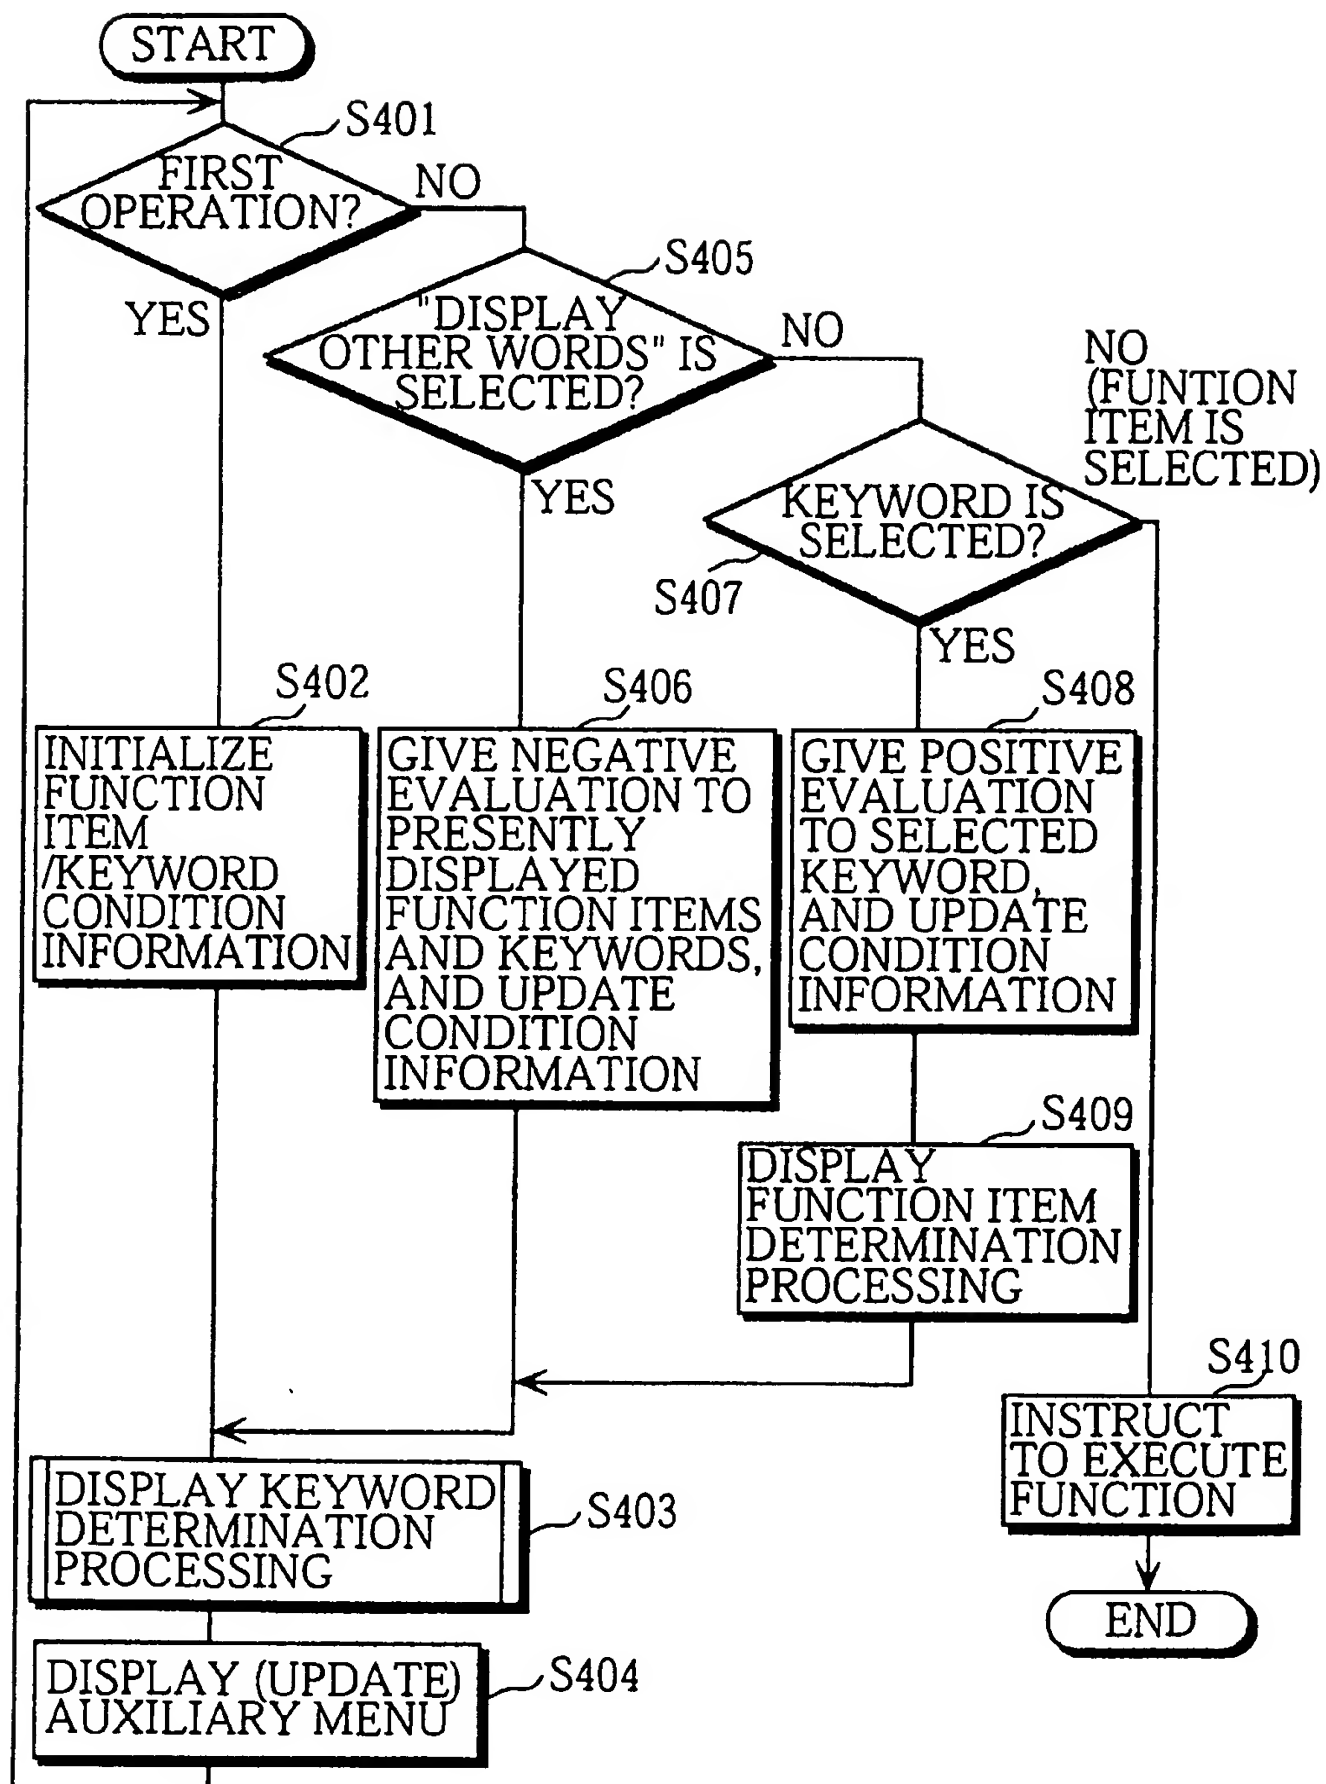 START
S401
FIRST
OPERATION?
NO
YES
S405
"DISPLAY
OTHER WORDS" IS
SELECTED?
NO
YES
NO
(FUNTION
ITEM IS
SELECTED)
KEYWORD IS
SELECTED?
S407
YES
S402
INITIALIZE
FUNCTION
ITEM
/KEYWORD
CONDITION
INFORMATION
S406
GIVE NEGATIVE
EVALUATION TO
PRESENTLY
DISPLAYED
FUNCTION ITEMS
AND KEYWORDS,
AND UPDATE
CONDITION
INFORMATION
S408
GIVE POSITIVE
EVALUATION
TO SELECTED
KEYWORD,
AND UPDATE
CONDITION
INFORMATION
S409
DISPLAY
FUNCTION ITEM
DETERMINATION
PROCESSING
S410
INSTRUCT
TO EXECUTE
FUNCTION
END
DISPLAY KEYWORD
DETERMINATION
PROCESSING
S403
DISPLAY (UPDATE)
AUXILIARY MENU
S404